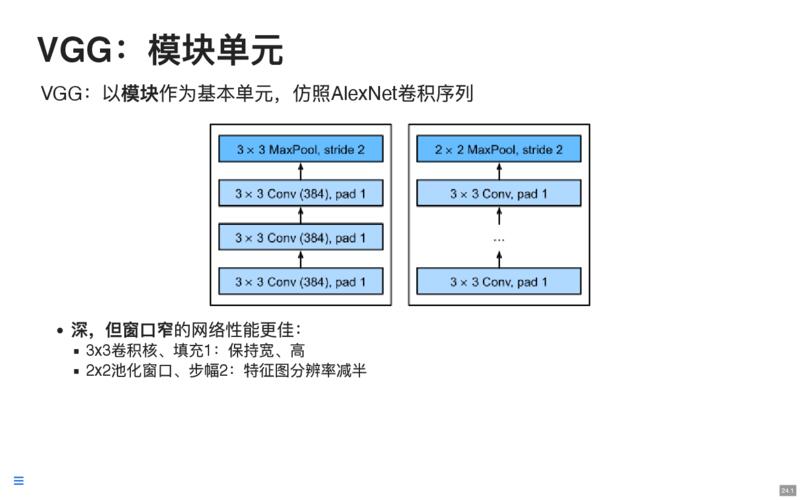 VGG：模块单元
VGG：以模块作为基本单元，仿照AlexNet卷积序列
3 × 3 MaxPool, stride 2
3 × 3 Conv (384), pad 1
3 × 3 Conv (384), pad 1
3 × 3 Conv (384), pad 1
2 × 2 MaxPool, stride 2
3 × 3 Conv, pad 1
...
3 × 3 Conv, pad 1
深，但窗口窄的网络性能更佳：
3x3卷积核、填充1：保持宽、高
2x2池化窗口、步幅2：特征图分辨率减半
24.1